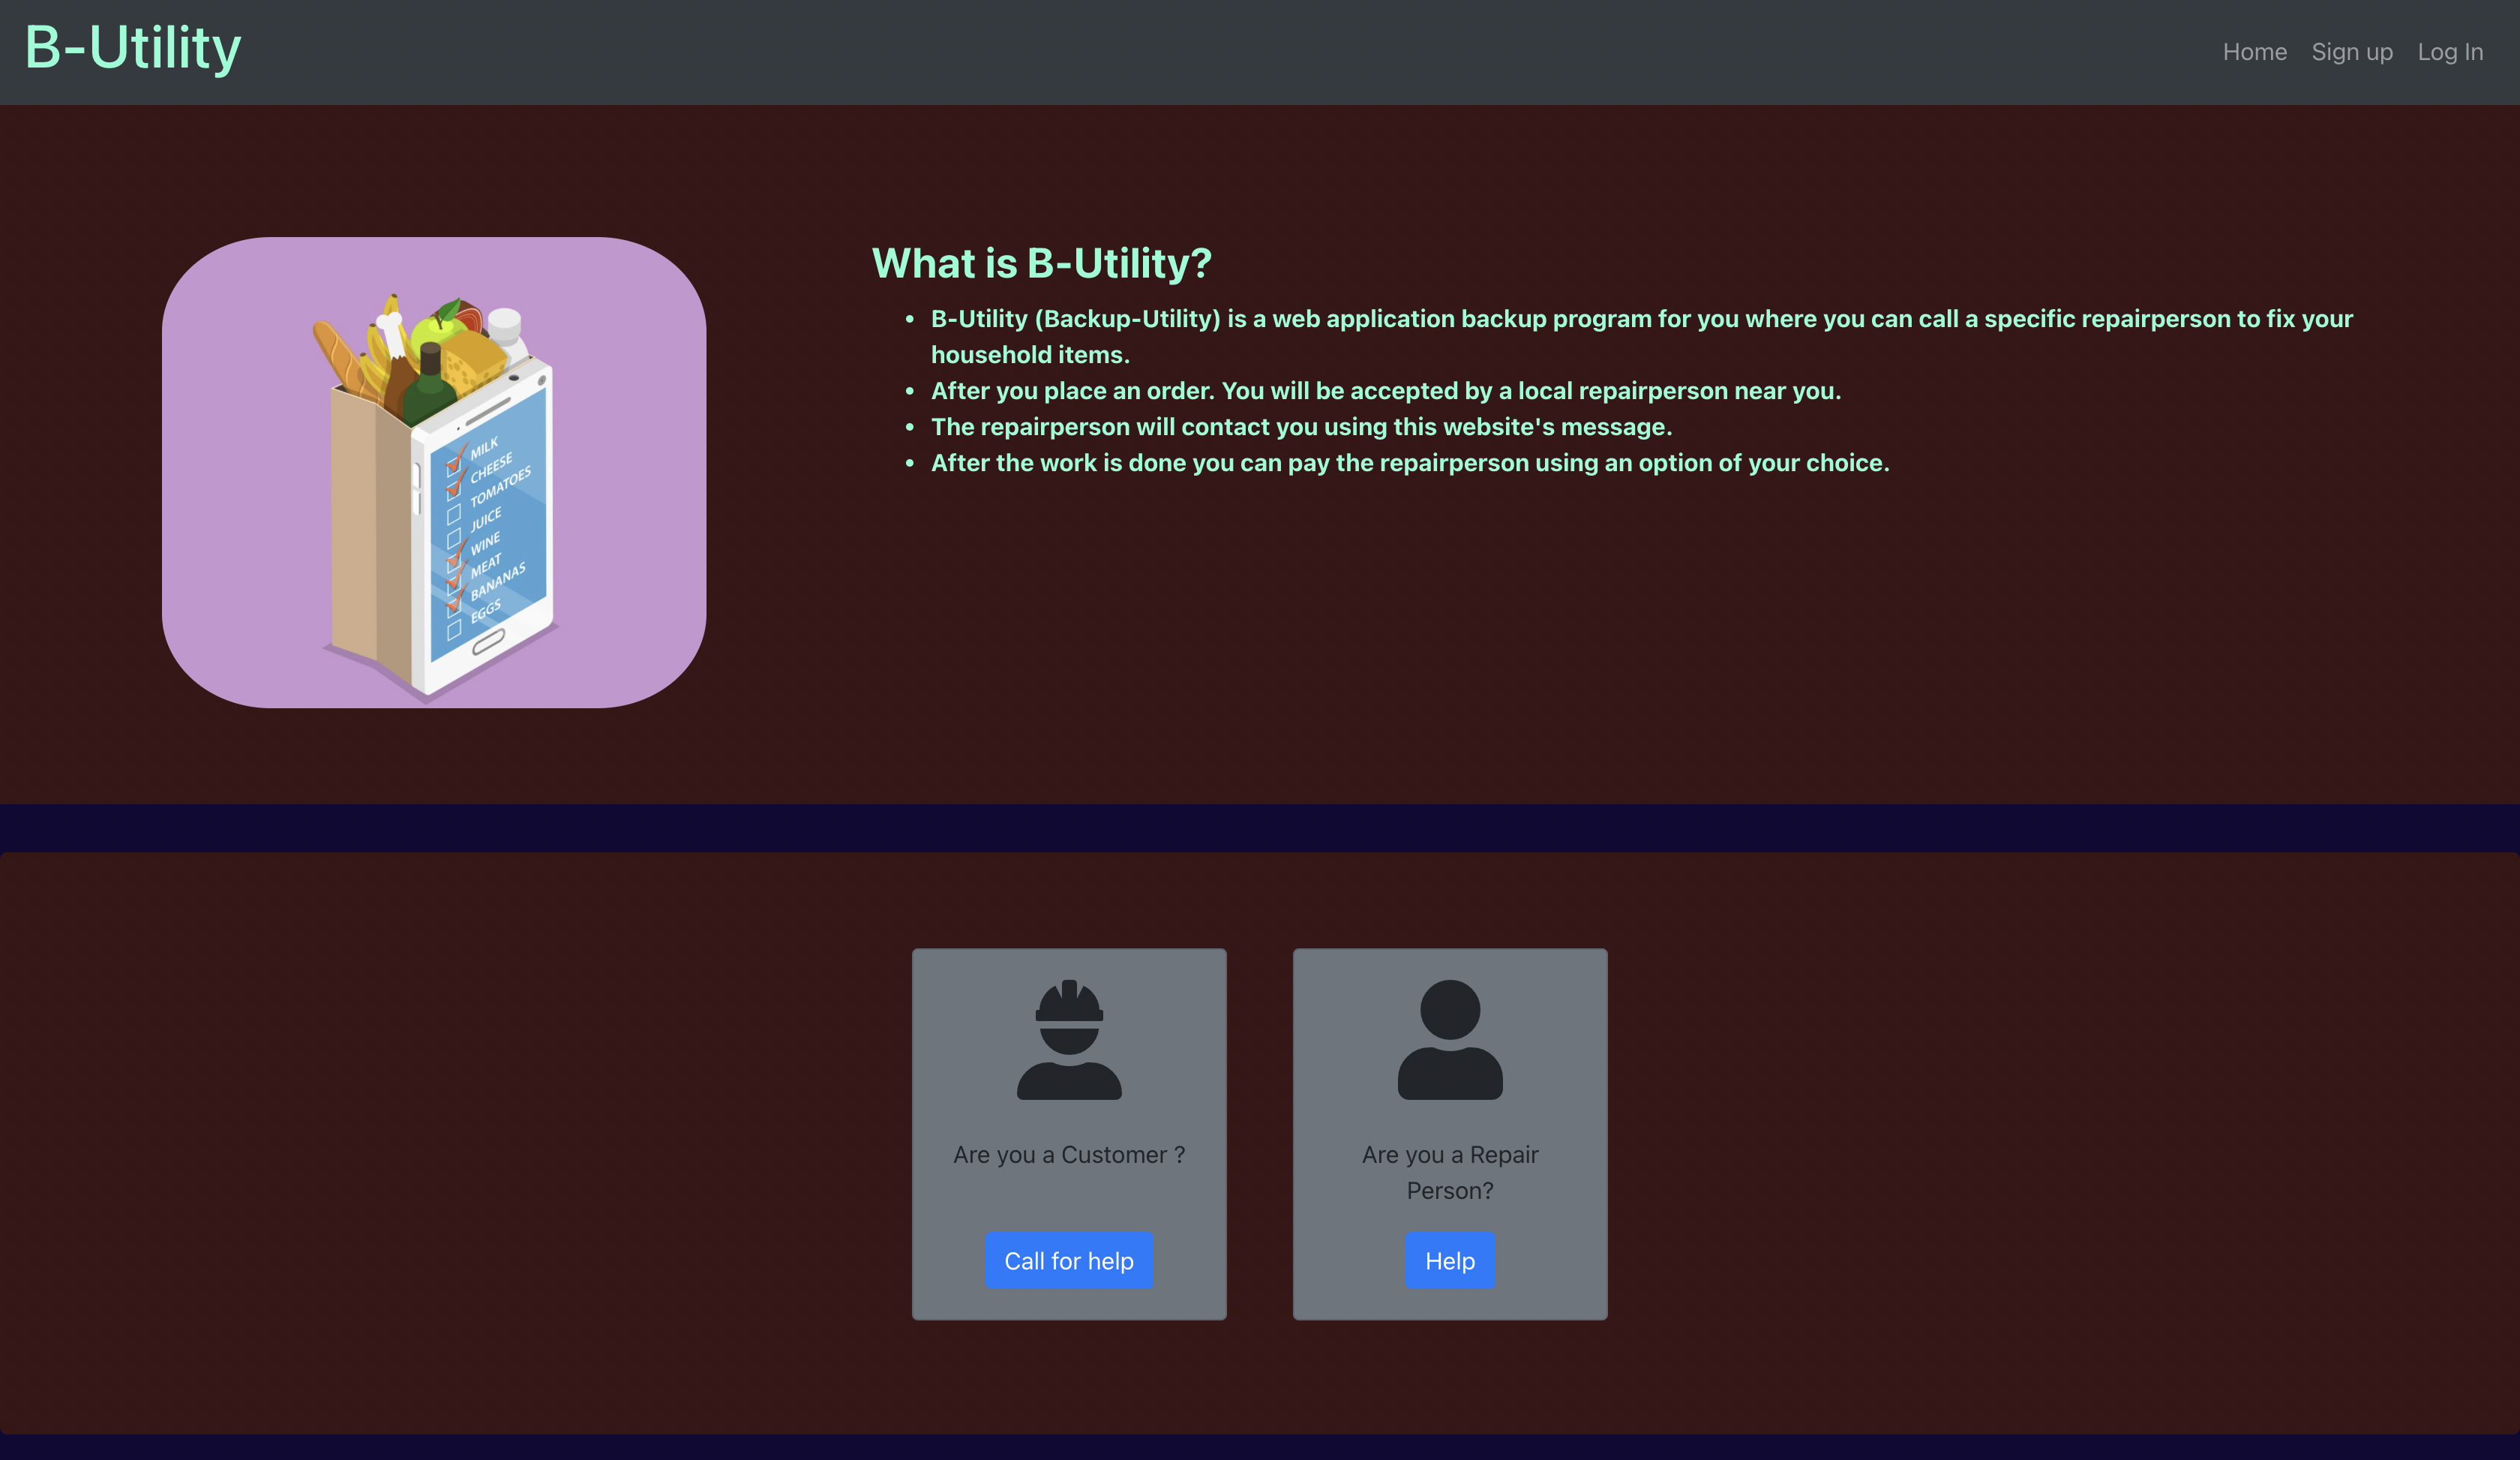 B-Utility
Home Sign up Log In
What is B-Utility?
• B-Utility (Backup-Utility) is a web application backup program for you where you can call a specific repairperson to fix your
household items.
• After you place an order. You will be accepted by a local repairperson near you.
• The repairperson will contact you using this website's message.
• After the work is done you can pay the repairperson using an option of your choice.
MILK
CHEESE
TOMATOES
JUICE
WINE
MEAT
BANANAS
EGGS
Are you a Customer ?
Call for help
Are you a Repair
Person?
Help